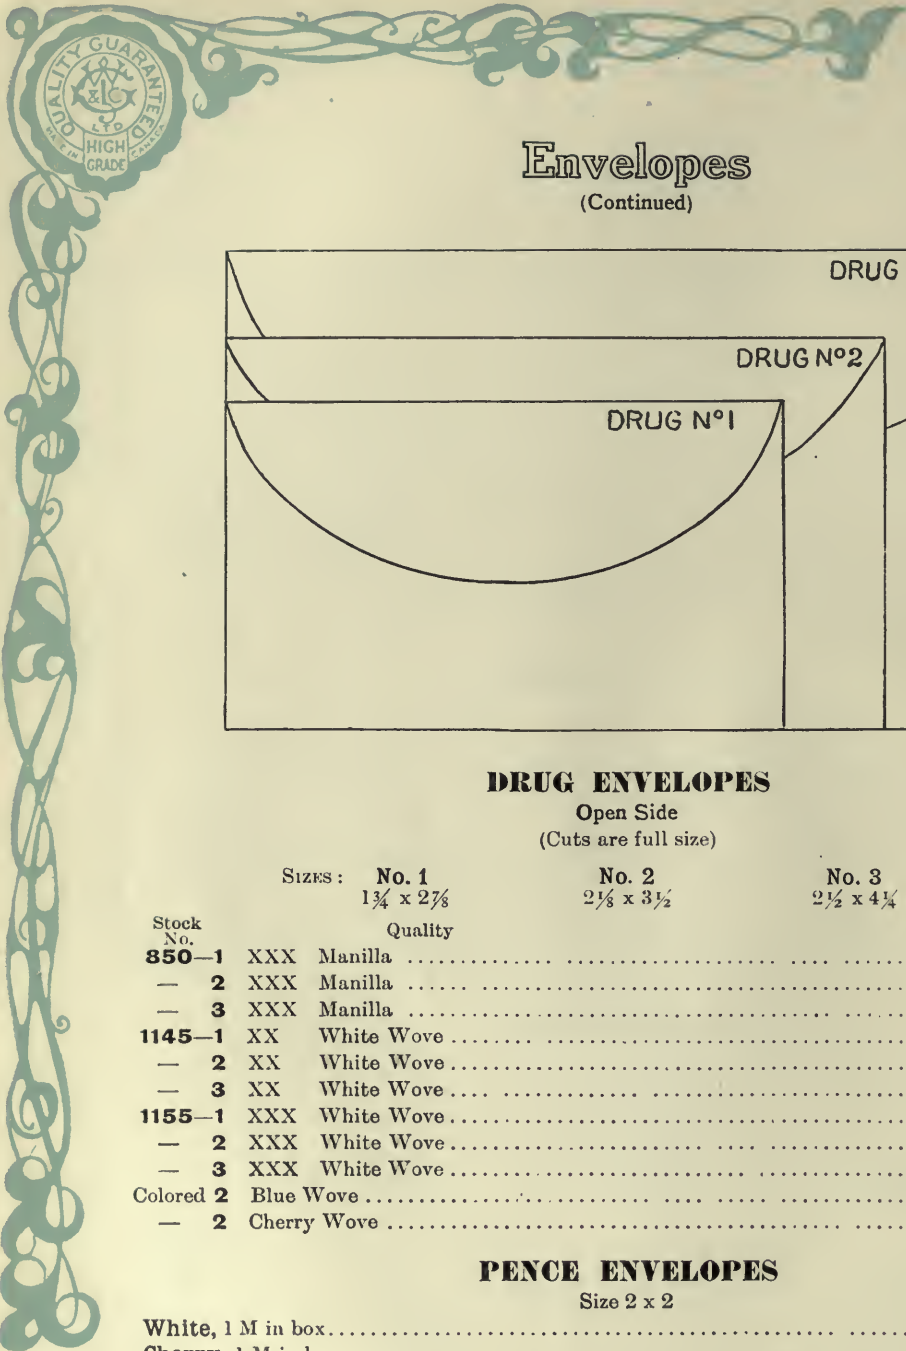 QUALITY GUARANTEED
LTD
HIGH
GRADE
MADE IN CANADA
Envelopes
(Continued)
DRUG
DRUG Nº2
DRUG Nº1
DRUG ENVELOPES
Open Side
(Cuts are full size)
SIZES: No. 1 No. 2 No. 3
1¾ x 2⅞ 2⅛ x 3½ 2½ x 4¼
Stock
No.
Quality
850—1 XXX Manilla
— 2 XXX Manilla
— 3 XXX Manilla
1145—1 XX White Wove
— 2 XX White Wove
— 3 XX White Wove
1155—1 XXX White Wove
— 2 XXX White Wove
— 3 XXX White Wove
Colored 2 Blue Wove
— 2 Cherry Wove
PENCE ENVELOPES
Size 2 x 2
White, 1 M in box